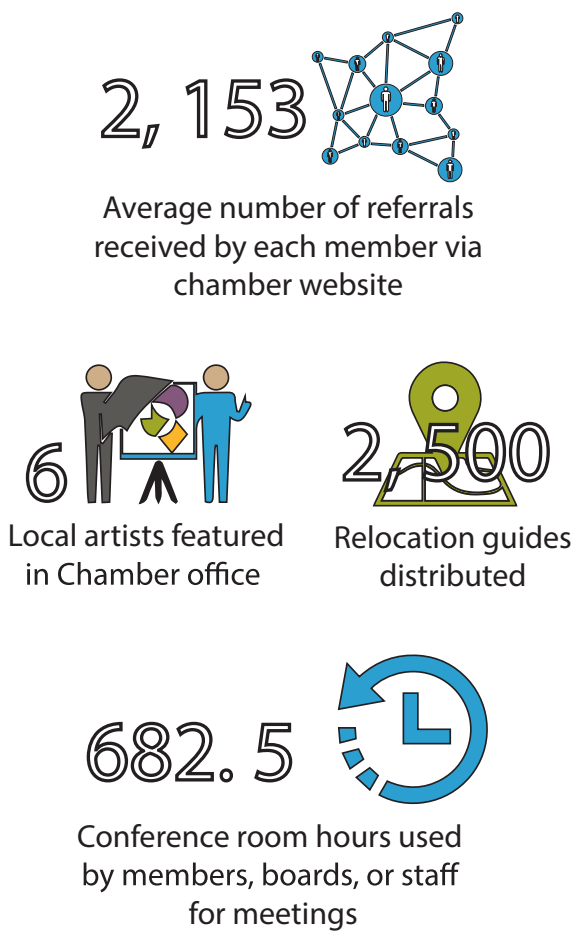 2, 153
Average number of referrals
received by each member via
chamber website
6
Local artists featured
in Chamber office
2, 500
Relocation guides
distributed
682. 5
Conference room hours used
by members, boards, or staff
for meetings